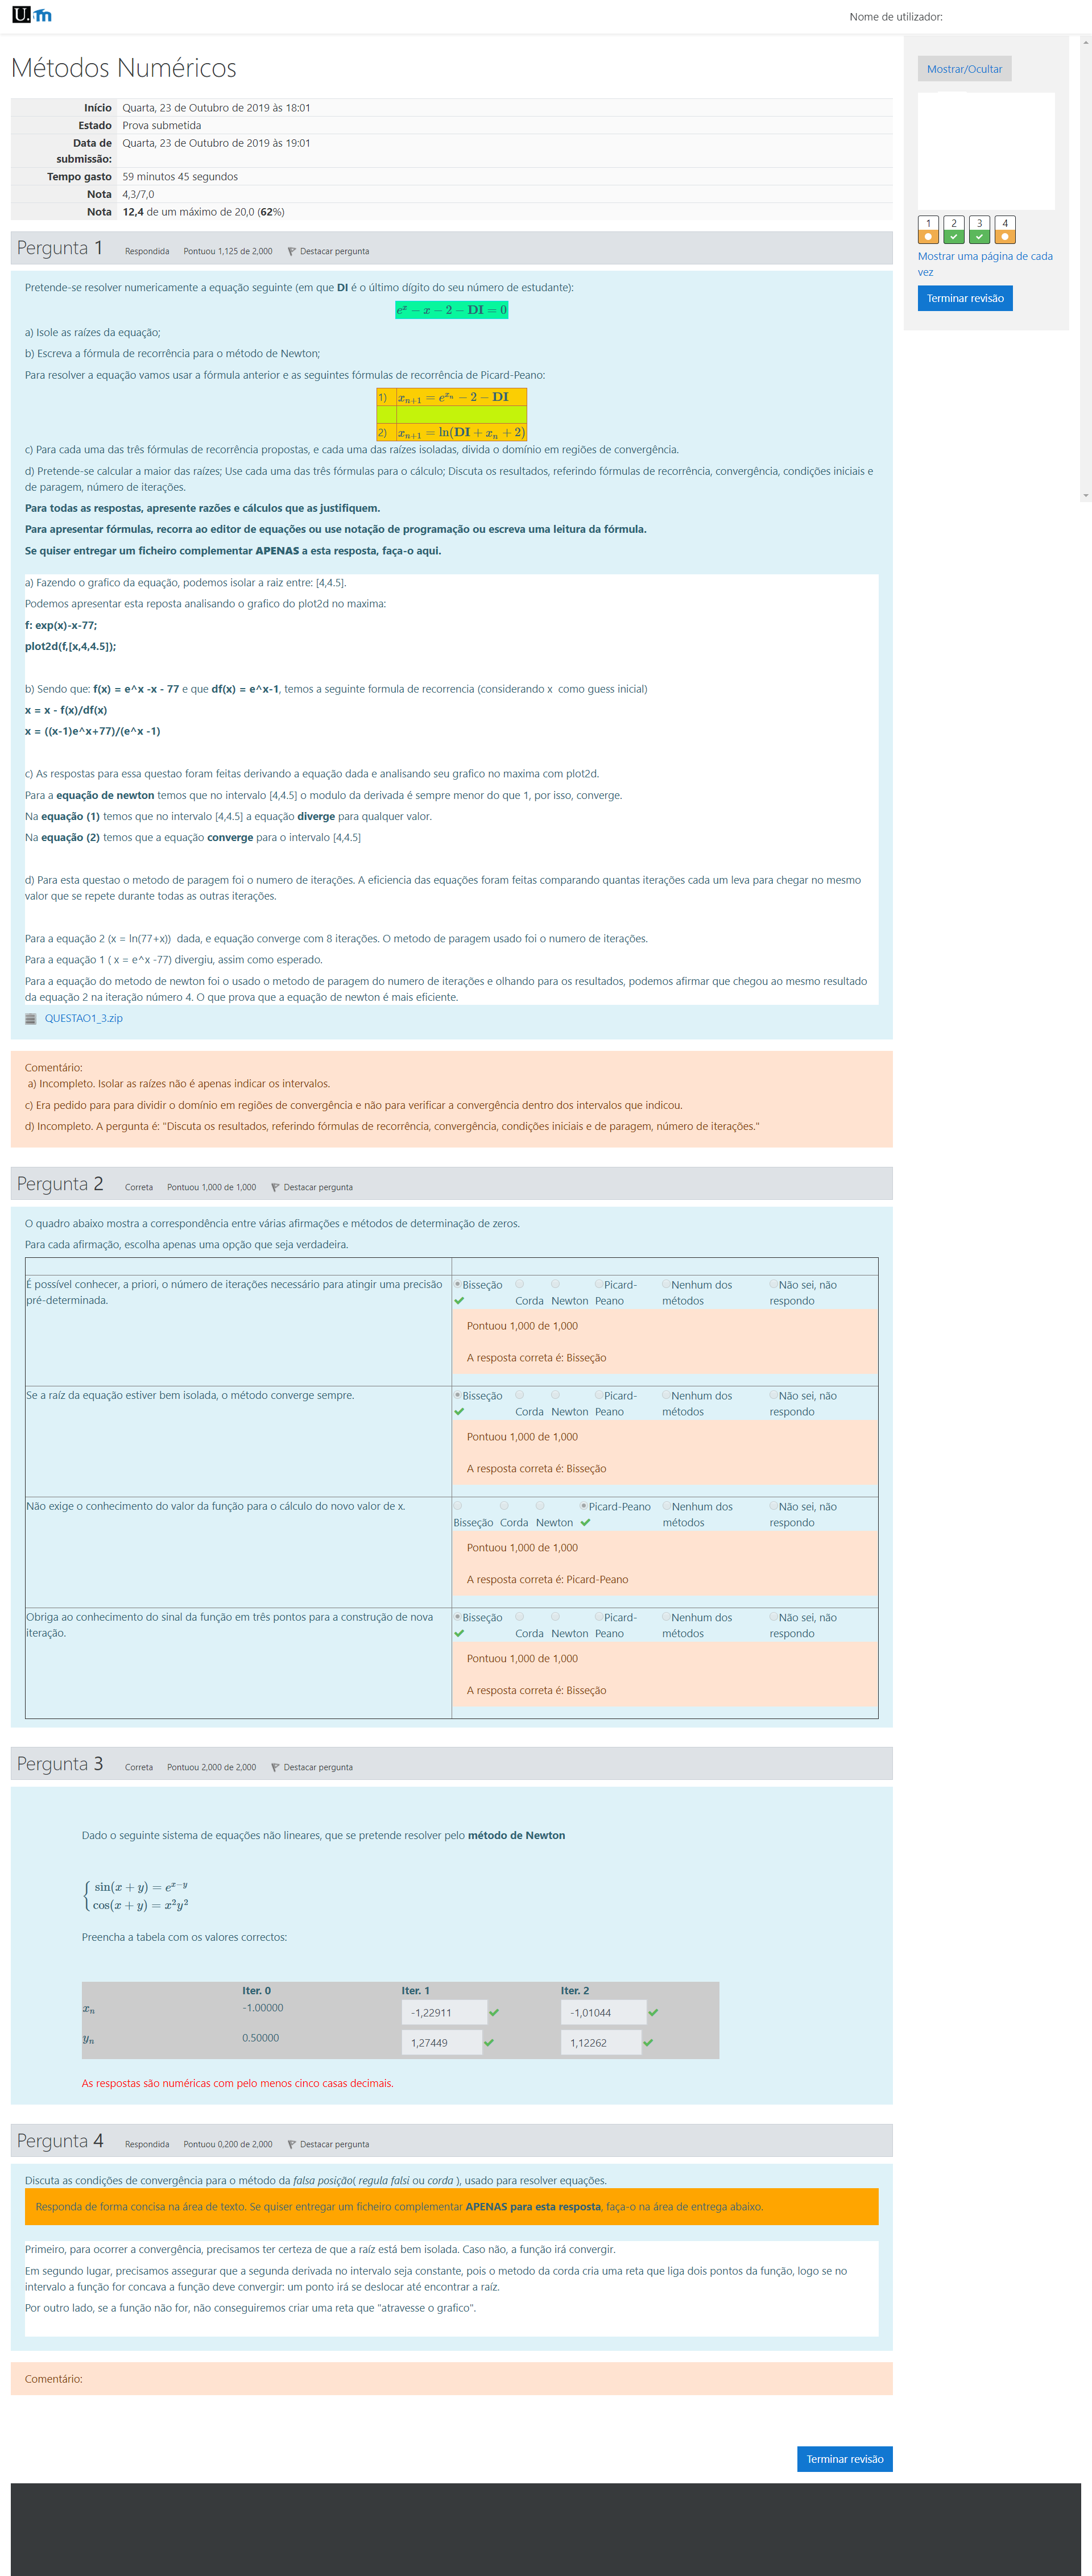 U. m
Nome de utilizador:
Métodos Numéricos
Início Quarta, 23 de Outubro de 2019 às 18:01
Estado Prova submetida
Data de submissão: Quarta, 23 de Outubro de 2019 às 19:01
Tempo gasto 59 minutos 45 segundos
Nota 4,3/7,0
Nota 12,4 de um máximo de 20,0 (62%)
Mostrar/Ocultar
1 2 3 4
Mostrar uma página de cada
vez
Terminar revisão
Pergunta 1 Respondida Pontuou 1,125 de 2,000 Destacar pergunta
Pretende-se resolver numericamente a equação seguinte (em que DI é o último dígito do seu número de estudante):
e^x − x − 2 − DI = 0
a) Isole as raízes da equação;
b) Escreva a fórmula de recorrência para o método de Newton;
Para resolver a equação vamos usar a fórmula anterior e as seguintes fórmulas de recorrência de Picard-Peano:
1) x_{n+1} = e^{x_n} − 2 − DI
2) x_{n+1} = ln(DI + x_n + 2)
c) Para cada uma das três fórmulas de recorrência propostas, e cada uma das raízes isoladas, divida o domínio em regiões de convergência.
d) Pretende-se calcular a maior das raízes; Use cada uma das três fórmulas para o cálculo; Discuta os resultados, referindo fórmulas de recorrência, convergência, condições iniciais e
de paragem, número de iterações.
Para todas as respostas, apresente razões e cálculos que as justifiquem.
Para apresentar fórmulas, recorra ao editor de equações ou use notação de programação ou escreva uma leitura da fórmula.
Se quiser entregar um ficheiro complementar APENAS a esta resposta, faça-o aqui.
a) Fazendo o grafico da equação, podemos isolar a raiz entre: [4,4.5].
Podemos apresentar esta reposta analisando o grafico do plot2d no maxima:
f: exp(x)-x-77;
plot2d(f,[x,4,4.5]);
b) Sendo que: f(x) = e^x -x - 77 e que df(x) = e^x-1, temos a seguinte formula de recorrencia (considerando x como guess inicial)
x = x - f(x)/df(x)
x = ((x-1)e^x+77)/(e^x -1)
c) As respostas para essa questao foram feitas derivando a equação dada e analisando seu grafico no maxima com plot2d.
Para a equação de newton temos que no intervalo [4,4.5] o modulo da derivada é sempre menor do que 1, por isso, converge.
Na equação (1) temos que no intervalo [4,4.5] a equação diverge para qualquer valor.
Na equação (2) temos que a equação converge para o intervalo [4,4.5]
d) Para esta questao o metodo de paragem foi o numero de iterações. A eficiencia das equações foram feitas comparando quantas iterações cada um leva para chegar no mesmo
valor que se repete durante todas as outras iterações.
Para a equação 2 (x = ln(77+x)) dada, e equação converge com 8 iterações. O metodo de paragem usado foi o numero de iterações.
Para a equação 1 ( x = e^x -77) divergiu, assim como esperado.
Para a equação do metodo de newton foi o usado o metodo de paragem do numero de iterações e olhando para os resultados, podemos afirmar que chegou ao mesmo resultado
da equação 2 na iteração número 4. O que prova que a equação de newton é mais eficiente.
QUESTAO1_3.zip
Comentário:
a) Incompleto. Isolar as raízes não é apenas indicar os intervalos.
c) Era pedido para para dividir o domínio em regiões de convergência e não para verificar a convergência dentro dos intervalos que indicou.
d) Incompleto. A pergunta é: "Discuta os resultados, referindo fórmulas de recorrência, convergência, condições iniciais e de paragem, número de iterações."
Pergunta 2 Correta Pontuou 1,000 de 1,000 Destacar pergunta
O quadro abaixo mostra a correspondência entre várias afirmações e métodos de determinação de zeros.
Para cada afirmação, escolha apenas uma opção que seja verdadeira.
É possível conhecer, a priori, o número de iterações necessário para atingir uma precisão
pré-determinada.
Bisseção Corda Newton Picard-Peano Nenhum dos métodos Não sei, não respondo
Pontuou 1,000 de 1,000
A resposta correta é: Bisseção
Se a raíz da equação estiver bem isolada, o método converge sempre.
Bisseção Corda Newton Picard-Peano Nenhum dos métodos Não sei, não respondo
Pontuou 1,000 de 1,000
A resposta correta é: Bisseção
Não exige o conhecimento do valor da função para o cálculo do novo valor de x.
Bisseção Corda Newton Picard-Peano Nenhum dos métodos Não sei, não respondo
Pontuou 1,000 de 1,000
A resposta correta é: Picard-Peano
Obriga ao conhecimento do sinal da função em três pontos para a construção de nova
iteração.
Bisseção Corda Newton Picard-Peano Nenhum dos métodos Não sei, não respondo
Pontuou 1,000 de 1,000
A resposta correta é: Bisseção
Pergunta 3 Correta Pontuou 2,000 de 2,000 Destacar pergunta
Dado o seguinte sistema de equações não lineares, que se pretende resolver pelo método de Newton
sin(x + y) = e^{x−y}
cos(x + y) = x²y²
Preencha a tabela com os valores correctos:
Iter. 0 Iter. 1 Iter. 2
x_n -1.00000 -1,22911 -1,01044
y_n 0.50000 1,27449 1,12262
As respostas são numéricas com pelo menos cinco casas decimais.
Pergunta 4 Respondida Pontuou 0,200 de 2,000 Destacar pergunta
Discuta as condições de convergência para o método da falsa posição( regula falsi ou corda ), usado para resolver equações.
Responda de forma concisa na área de texto. Se quiser entregar um ficheiro complementar APENAS para esta resposta, faça-o na área de entrega abaixo.
Primeiro, para ocorrer a convergência, precisamos ter certeza de que a raíz está bem isolada. Caso não, a função irá convergir.
Em segundo lugar, precisamos assegurar que a segunda derivada no intervalo seja constante, pois o metodo da corda cria uma reta que liga dois pontos da função, logo se no
intervalo a função for concava a função deve convergir: um ponto irá se deslocar até encontrar a raíz.
Por outro lado, se a função não for, não conseguiremos criar uma reta que "atravesse o grafico".
Comentário:
Terminar revisão